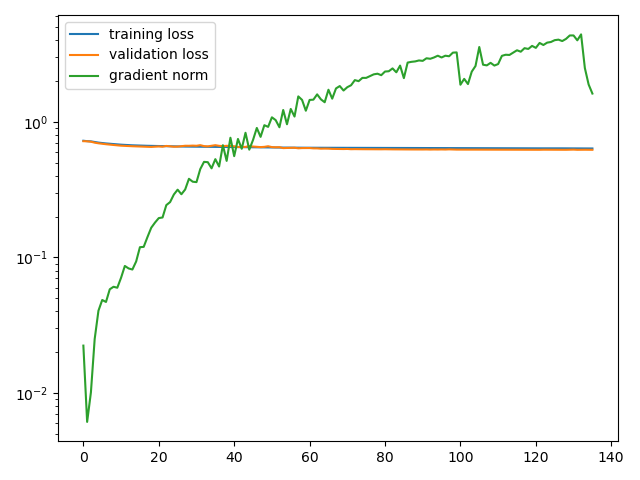 training loss
validation loss
gradient norm
10⁰
10⁻¹
10⁻²
0 20 40 60 80 100 120 140